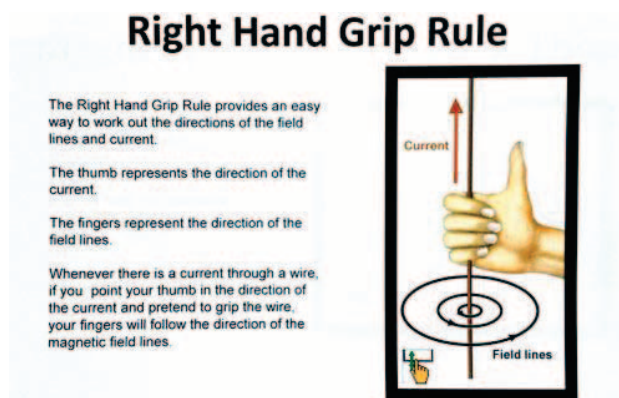 Right Hand Grip Rule
The Right Hand Grip Rule provides an easy
way to work out the directions of the field
lines and current.
The thumb represents the direction of the
current.
The fingers represent the direction of the
field lines.
Whenever there is a current through a wire,
if you point your thumb in the direction of
the current and pretend to grip the wire,
your fingers will follow the direction of the
magnetic field lines.
Current
Field lines